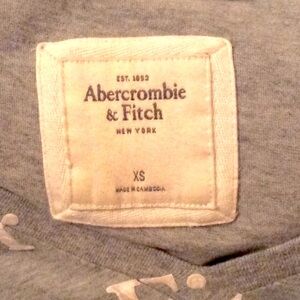 EST. 1892
Abercrombie
& Fitch
NEW YORK
XS
MADE IN CAMBODIA